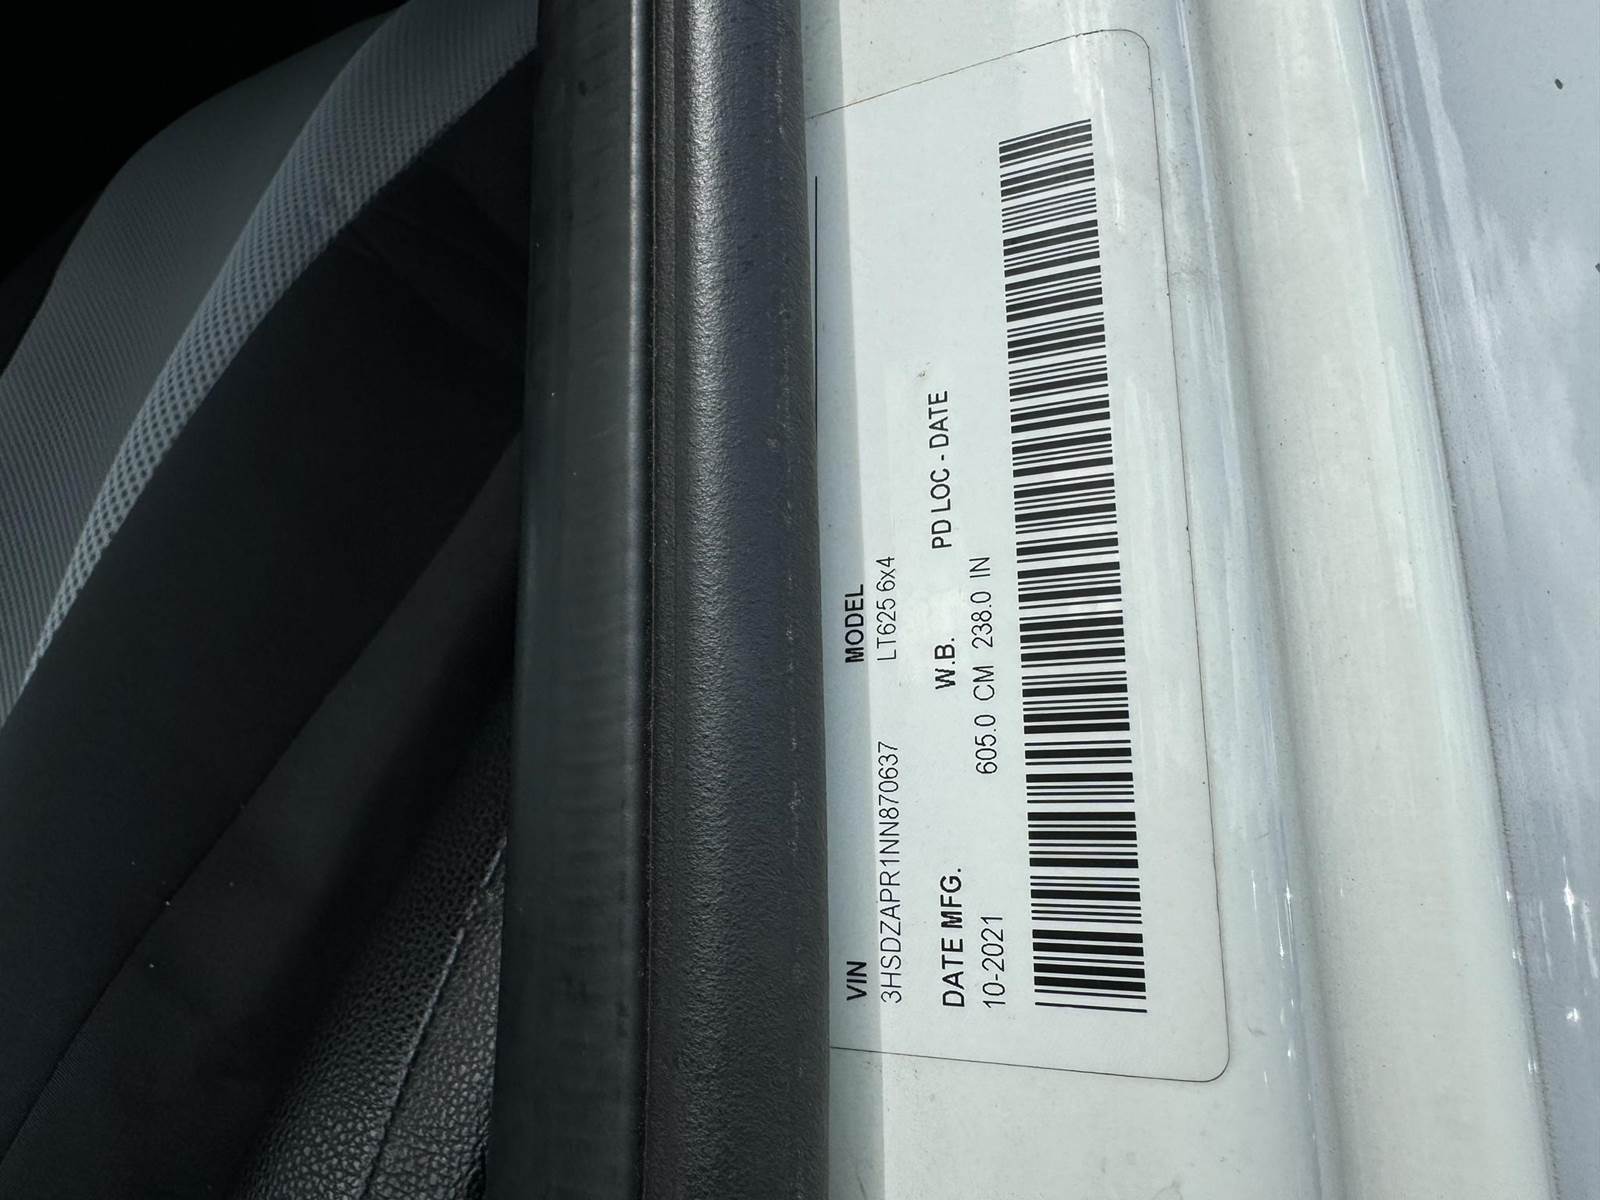 VIN MODEL
3HSDZAPR1NN870637 LT625 6x4
DATE MFG. W.B. PD LOC - DATE
10-2021 605.0 CM 238.0 IN